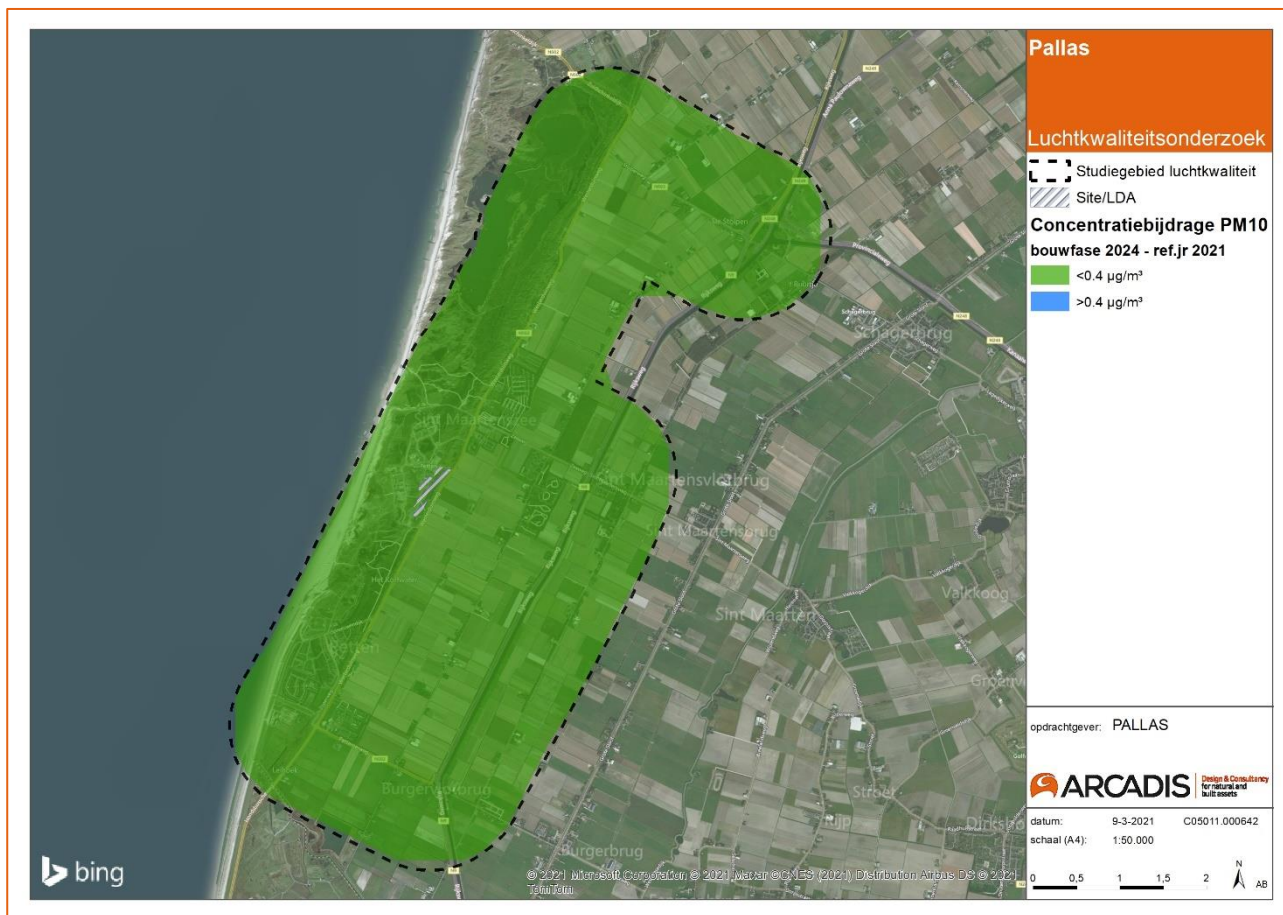 Pallas
Luchtkwaliteitsonderzoek
Studiegebied luchtkwaliteit
Site/LDA
Concentratiebijdrage PM10
bouwfase 2024 - ref.jr 2021
<0.4 µg/m³
>0.4 µg/m³
opdrachtgever: PALLAS
ARCADIS
Design & Consultancy
for natural and
built assets
datum: 9-3-2021 C05011.000642
schaal (A4): 1:50.000
N
0 0,5 1 1,5 2
AB
Schagerbrug
Schagerbrug
Sint Maartenszee
Sint Maartensvlotbrug
Sint Maartensbrug
Sint Maarten
Valkkoog
Petten
Burgervlotbrug
Burgerbrug
Stroet
Rijp
bing
© 2021 Microsoft Corporation © 2021 Maxar ©CNES (2021) Distribution Airbus DS © 2021
TomTom